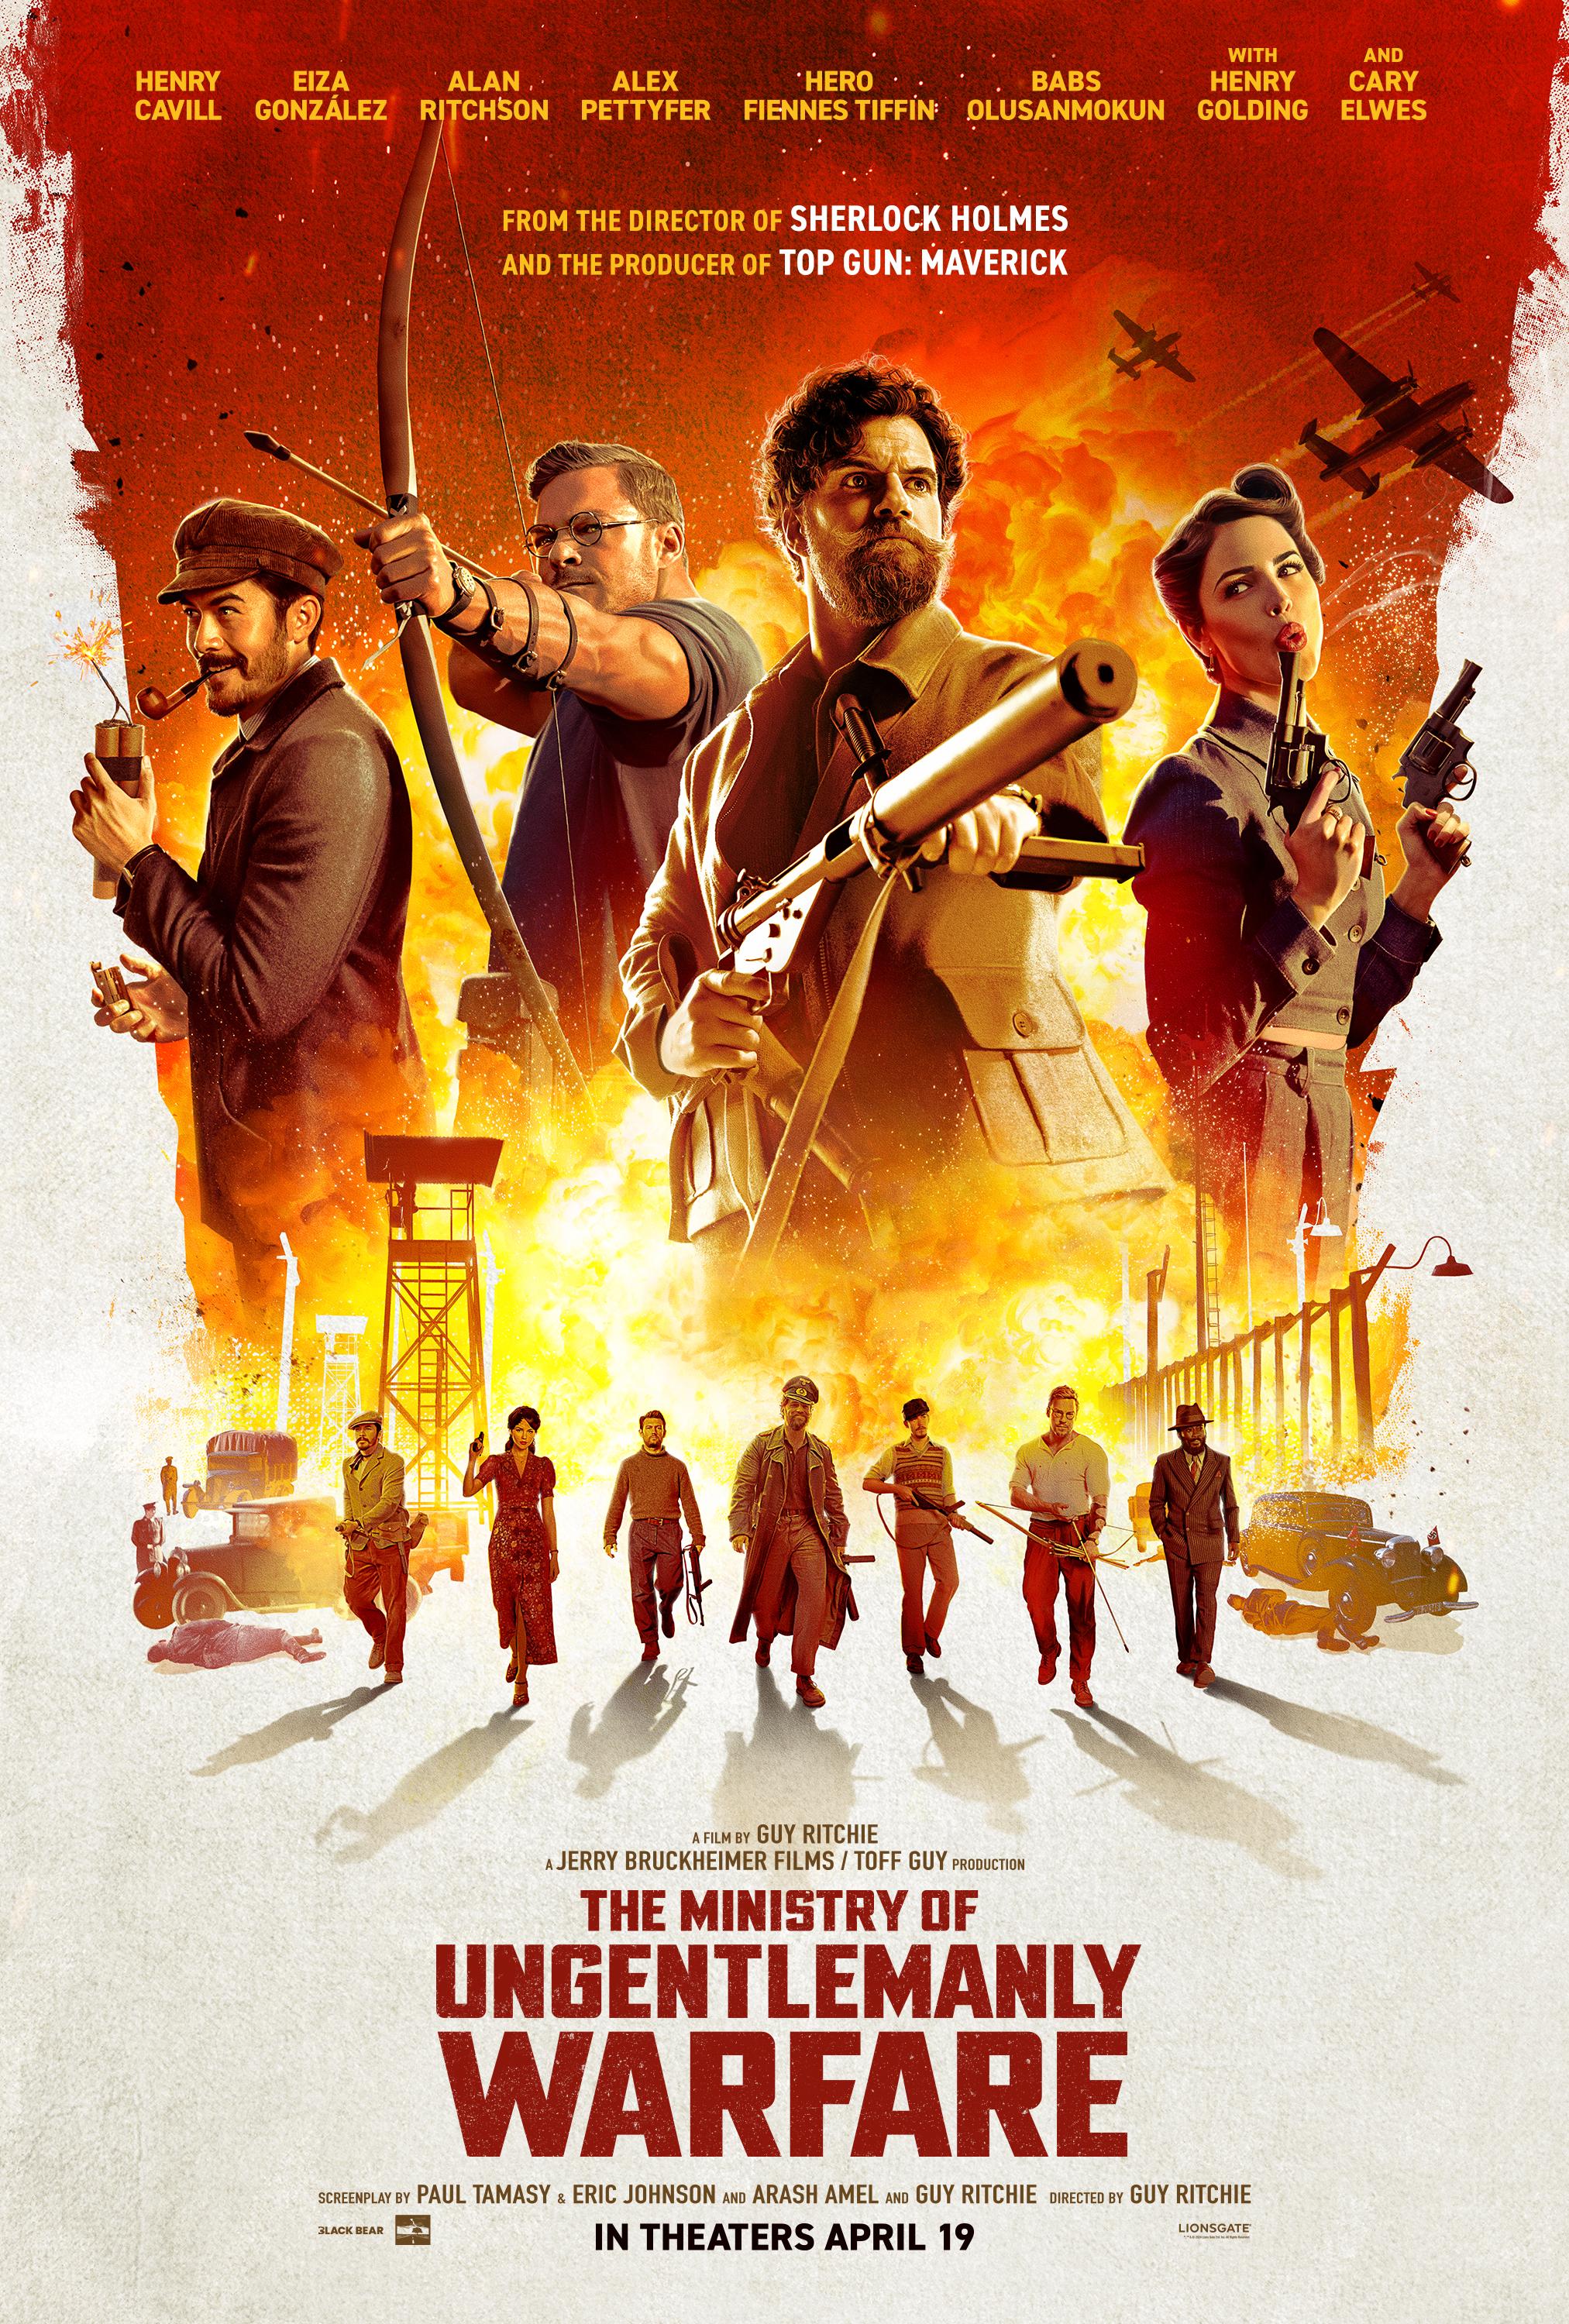 WITH AND
HENRY EIZA ALAN ALEX HERO BABS HENRY CARY
CAVILL GONZÁLEZ RITCHSON PETTYFER FIENNES TIFFIN OLUSANMOKUN GOLDING ELWES
FROM THE DIRECTOR OF SHERLOCK HOLMES
AND THE PRODUCER OF TOP GUN: MAVERICK
A FILM BY GUY RITCHIE
A JERRY BRUCKHEIMER FILMS / TOFF GUY PRODUCTION
THE MINISTRY OF
UNGENTLEMANLY
WARFARE
SCREENPLAY BY PAUL TAMASY & ERIC JOHNSON AND ARASH AMEL AND GUY RITCHIE DIRECTED BY GUY RITCHIE
BLACK BEAR IN THEATERS APRIL 19 LIONSGATE